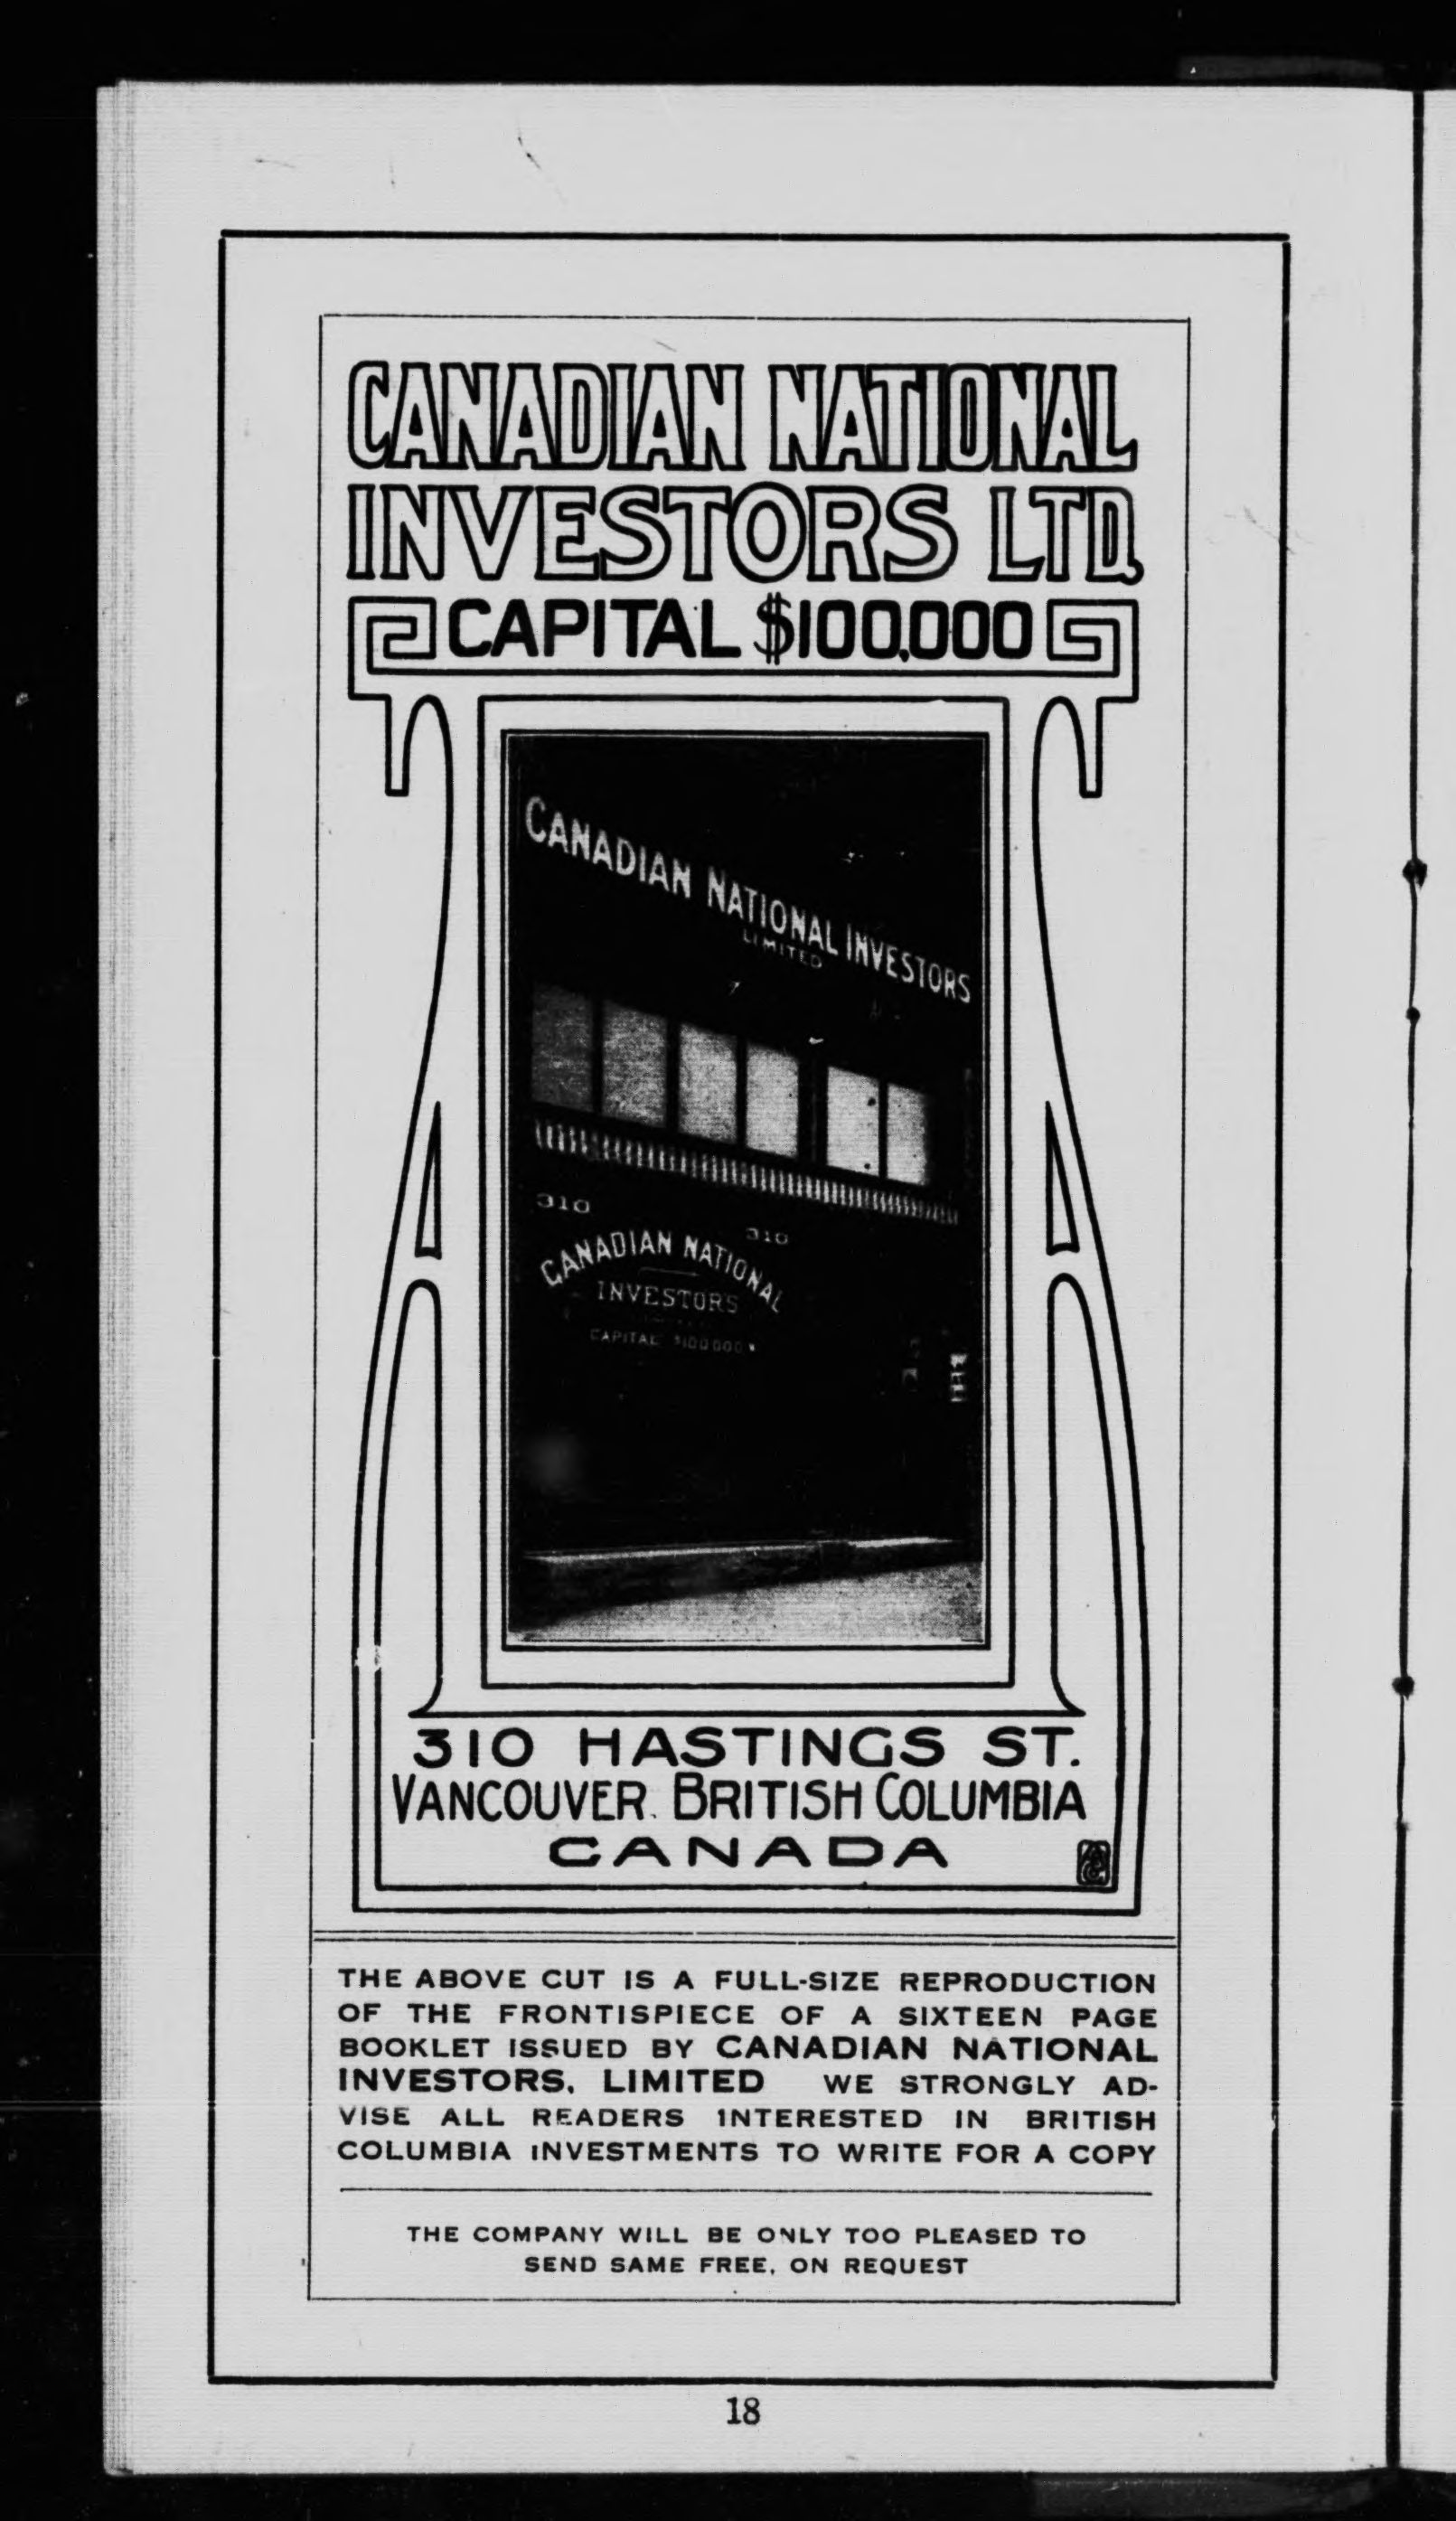 CANADIAN NATIONAL
INVESTORS LTD.
CAPITAL $100,000
CANADIAN NATIONAL INVESTORS
LIMITED
310
310
CANADIAN NATIONAL
INVESTORS
CAPITAL $100,000
310 HASTINGS ST.
VANCOUVER. BRITISH COLUMBIA
CANADA
THE ABOVE CUT IS A FULL-SIZE REPRODUCTION
OF THE FRONTISPIECE OF A SIXTEEN PAGE
BOOKLET ISSUED BY CANADIAN NATIONAL
INVESTORS, LIMITED WE STRONGLY AD-
VISE ALL READERS INTERESTED IN BRITISH
COLUMBIA INVESTMENTS TO WRITE FOR A COPY
THE COMPANY WILL BE ONLY TOO PLEASED TO
SEND SAME FREE, ON REQUEST
18